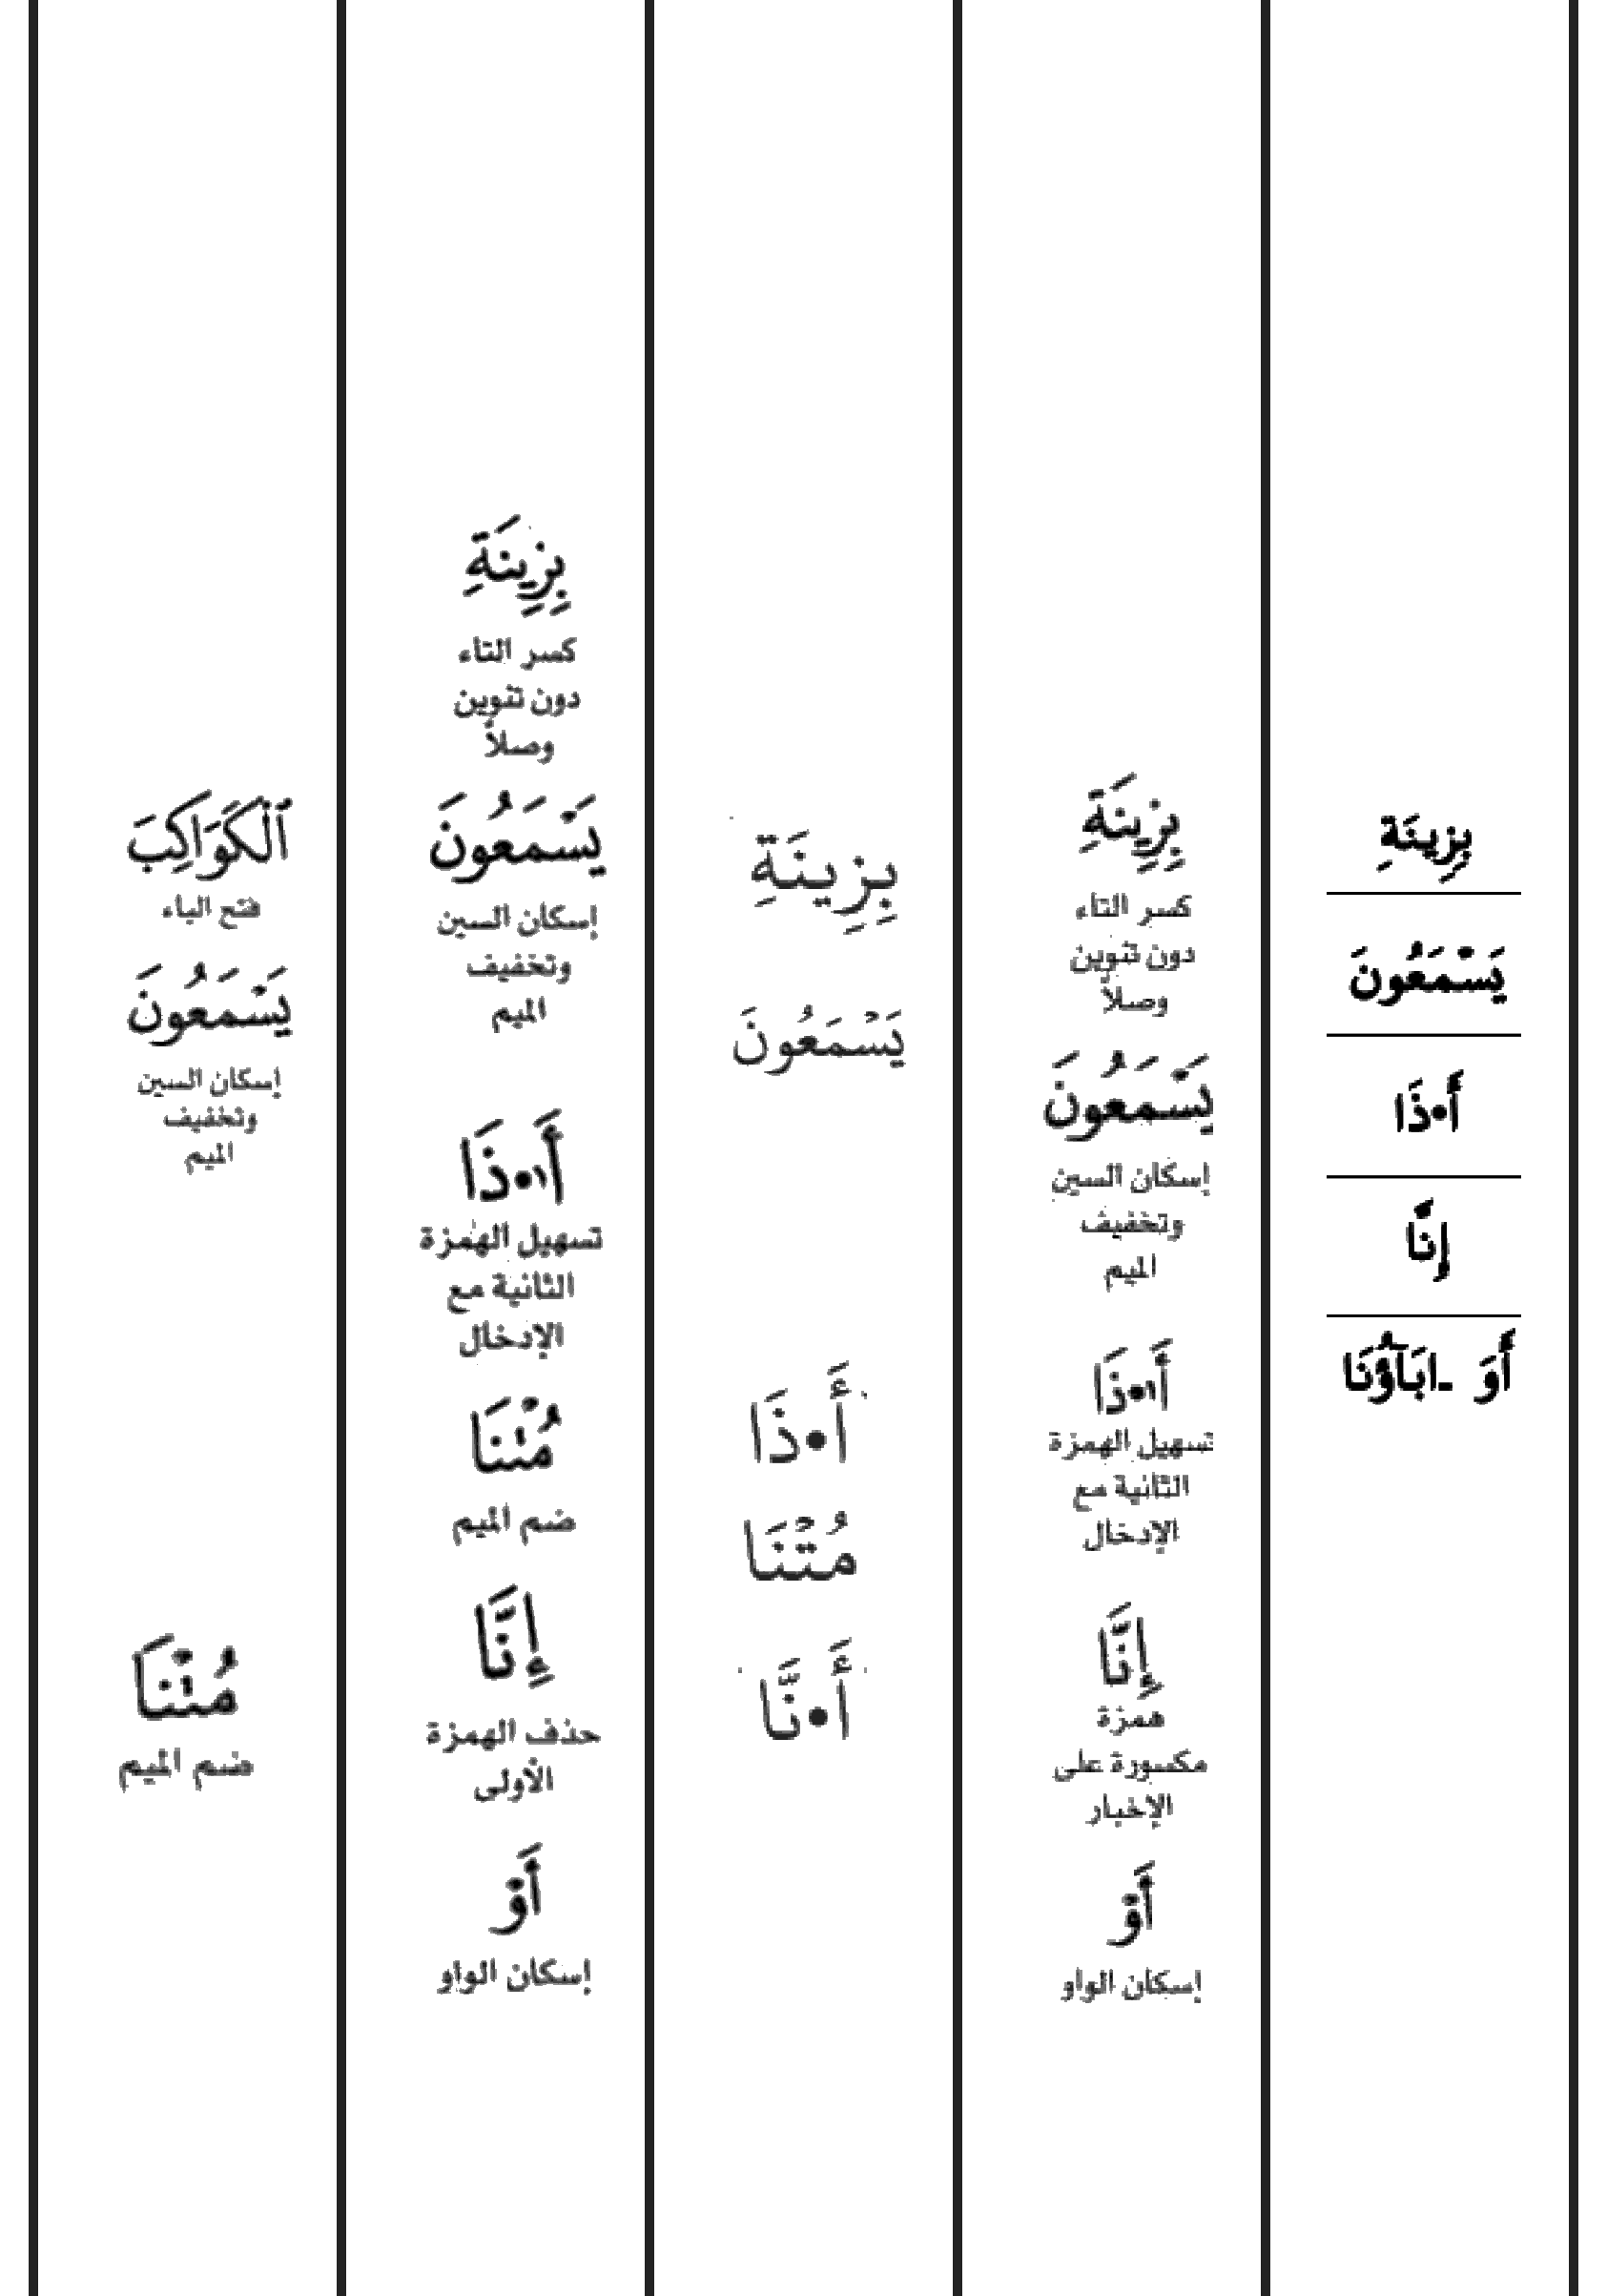 بِزِينَةِ
يَسْمَعُونَ
أَ•ذَا
إِنَّا
أَوَ ـابَآؤُنَا
بِزِينَةِ
كسر التاء
دون تنوين
وصلاً
يَسْمَعُونَ
إسكان السين
وتخفيف
الميم
أَا•ذَا
تسهيل الهمزة
الثانية مع
الإدخال
إِنَّا
همزة
مكسورة على
الإخبار
أَوْ
إسكان الواو
بِزِينَةِ
يَسْمَعُونَ
أَ•ذَا
مُتْنَا
أَ•نَّا
بِزِينَةِ
كسر التاء
دون تنوين
وصلاً
يَسْمَعُونَ
إسكان السين
وتخفيف
الميم
أَا•ذَا
تسهيل الهمزة
الثانية مع
الإدخال
مُتْنَا
ضم الميم
إِنَّا
حذف الهمزة
الأولى
أَوْ
إسكان الواو
ٱلْكَوَاكِبَ
فتح الباء
يَسْمَعُونَ
إسكان السين
وتخفيف
الميم
مُتْنَا
ضم الميم